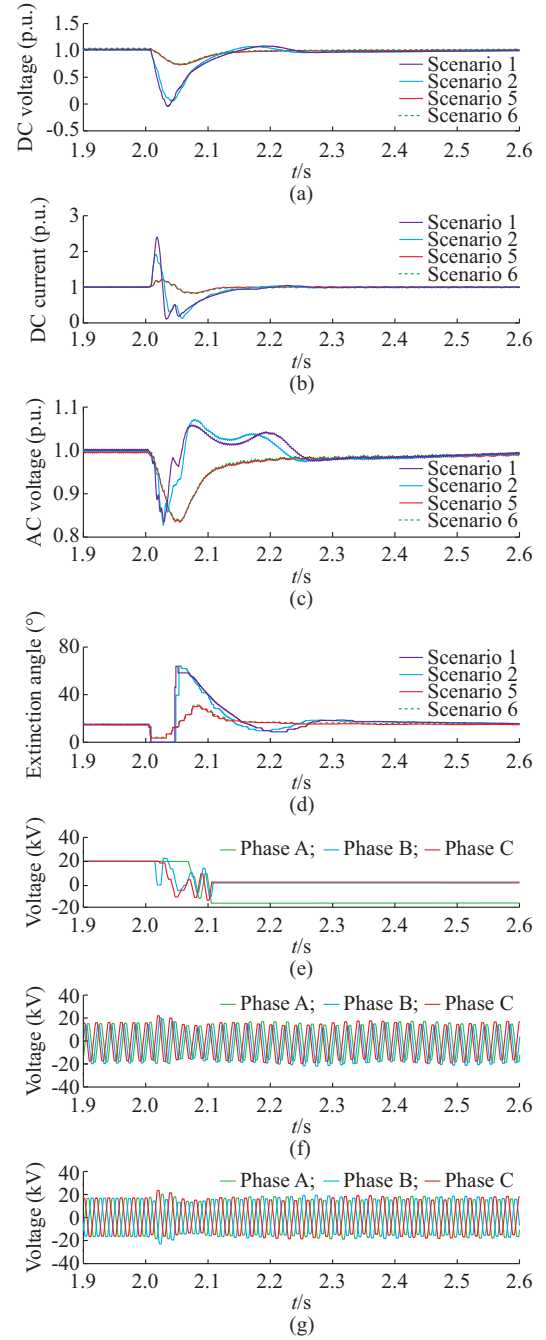 DC voltage (p.u.)
1.5
1.0
0.5
0
-0.5
Scenario 1
Scenario 2
Scenario 5
Scenario 6
1.9 2.0 2.1 2.2 2.3 2.4 2.5 2.6
t/s
(a)
DC current (p.u.)
3
2
1
0
Scenario 1
Scenario 2
Scenario 5
Scenario 6
1.9 2.0 2.1 2.2 2.3 2.4 2.5 2.6
t/s
(b)
AC voltage (p.u.)
1.1
1.0
0.9
0.8
Scenario 1
Scenario 2
Scenario 5
Scenario 6
1.9 2.0 2.1 2.2 2.3 2.4 2.5 2.6
t/s
(c)
Extinction angle (°)
80
40
0
Scenario 1
Scenario 2
Scenario 5
Scenario 6
1.9 2.0 2.1 2.2 2.3 2.4 2.5 2.6
t/s
(d)
Voltage (kV)
40
20
0
-20
Phase A; Phase B; Phase C
1.9 2.0 2.1 2.2 2.3 2.4 2.5 2.6
t/s
(e)
Voltage (kV)
40
20
0
-20
-40
Phase A; Phase B; Phase C
1.9 2.0 2.1 2.2 2.3 2.4 2.5 2.6
t/s
(f)
Voltage (kV)
40
20
0
-20
-40
Phase A; Phase B; Phase C
1.9 2.0 2.1 2.2 2.3 2.4 2.5 2.6
t/s
(g)